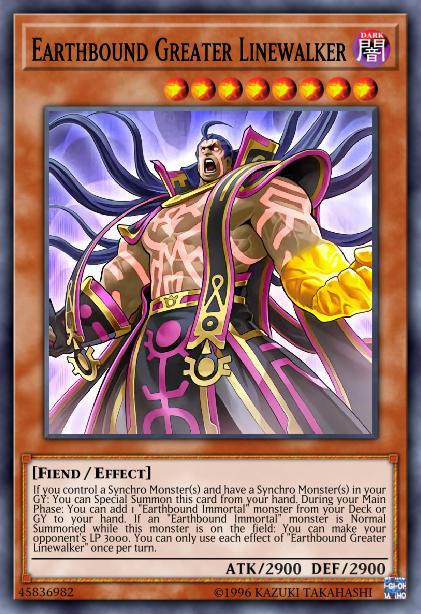 EARTHBOUND GREATER LINEWALKER
DARK
闇
[FIEND / EFFECT]
If you control a Synchro Monster(s) and have a Synchro Monster(s) in your
GY: You can Special Summon this card from your hand. During your Main
Phase: You can add 1 "Earthbound Immortal" monster from your Deck or
GY to your hand. If an "Earthbound Immortal" monster is Normal
Summoned while this monster is on the field: You can make your
opponent's LP 3000. You can only use each effect of "Earthbound Greater
Linewalker" once per turn.
ATK/2900 DEF/2900
45836982
©1996 KAZUKI TAKAHASHI